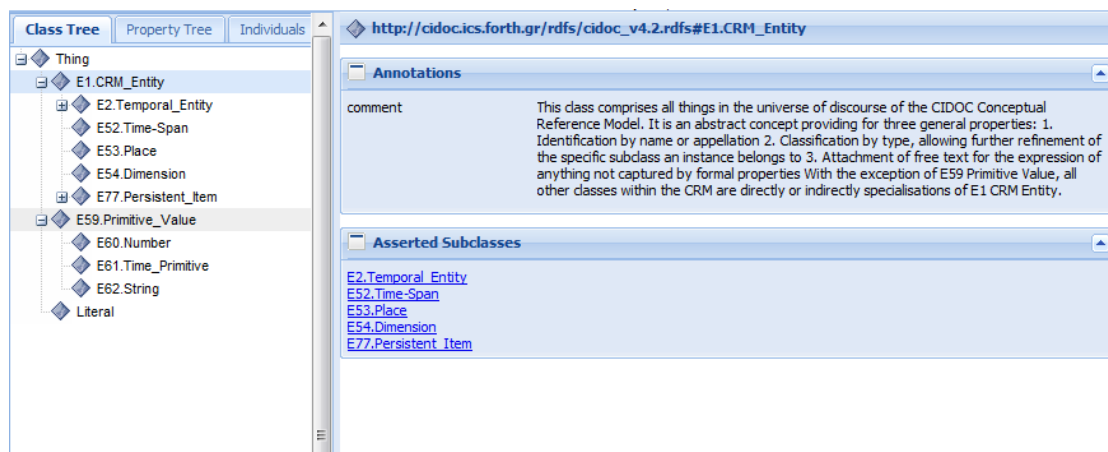 Class Tree
Property Tree
Individuals
Thing
E1.CRM_Entity
E2.Temporal_Entity
E52.Time-Span
E53.Place
E54.Dimension
E77.Persistent_Item
E59.Primitive_Value
E60.Number
E61.Time_Primitive
E62.String
Literal
http://cidoc.ics.forth.gr/rdfs/cidoc_v4.2.rdfs#E1.CRM_Entity
Annotations
comment
This class comprises all things in the universe of discourse of the CIDOC Conceptual
Reference Model. It is an abstract concept providing for three general properties: 1.
Identification by name or appellation 2. Classification by type, allowing further refinement of
the specific subclass an instance belongs to 3. Attachment of free text for the expression of
anything not captured by formal properties With the exception of E59 Primitive Value, all
other classes within the CRM are directly or indirectly specialisations of E1 CRM Entity.
Asserted Subclasses
E2.Temporal_Entity
E52.Time-Span
E53.Place
E54.Dimension
E77.Persistent_Item